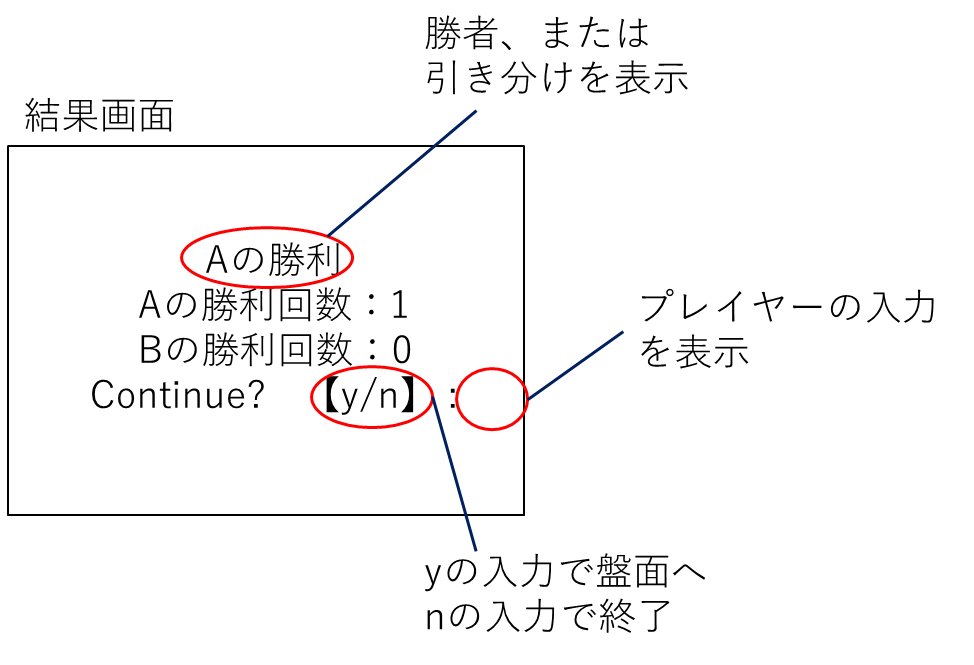 勝者、または
引き分けを表示
結果画面
Aの勝利
Aの勝利回数：1
Bの勝利回数：0
Continue?　【y/n】：
プレイヤーの入力
を表示
yの入力で盤面へ
nの入力で終了